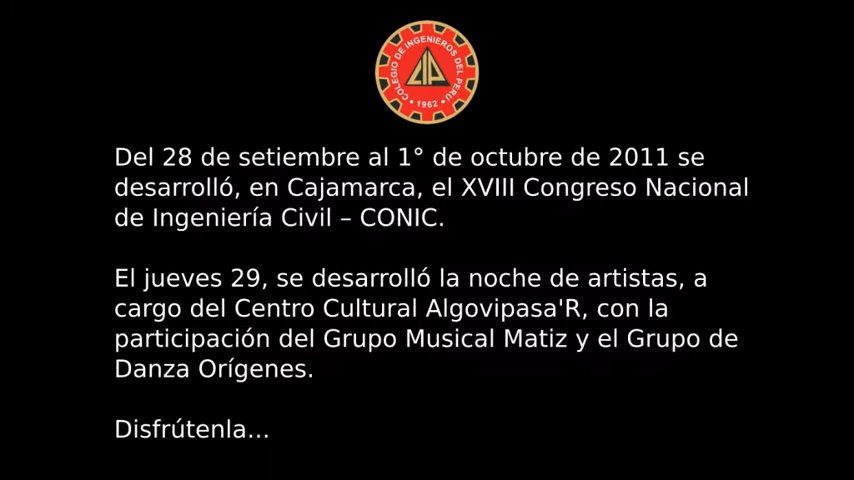 COLEGIO DE INGENIEROS DEL PERU
CIP
• 1962 •
Del 28 de setiembre al 1° de octubre de 2011 se
desarrolló, en Cajamarca, el XVIII Congreso Nacional
de Ingeniería Civil – CONIC.
El jueves 29, se desarrolló la noche de artistas, a
cargo del Centro Cultural Algovipasa'R, con la
participación del Grupo Musical Matiz y el Grupo de
Danza Orígenes.
Disfrútenla...